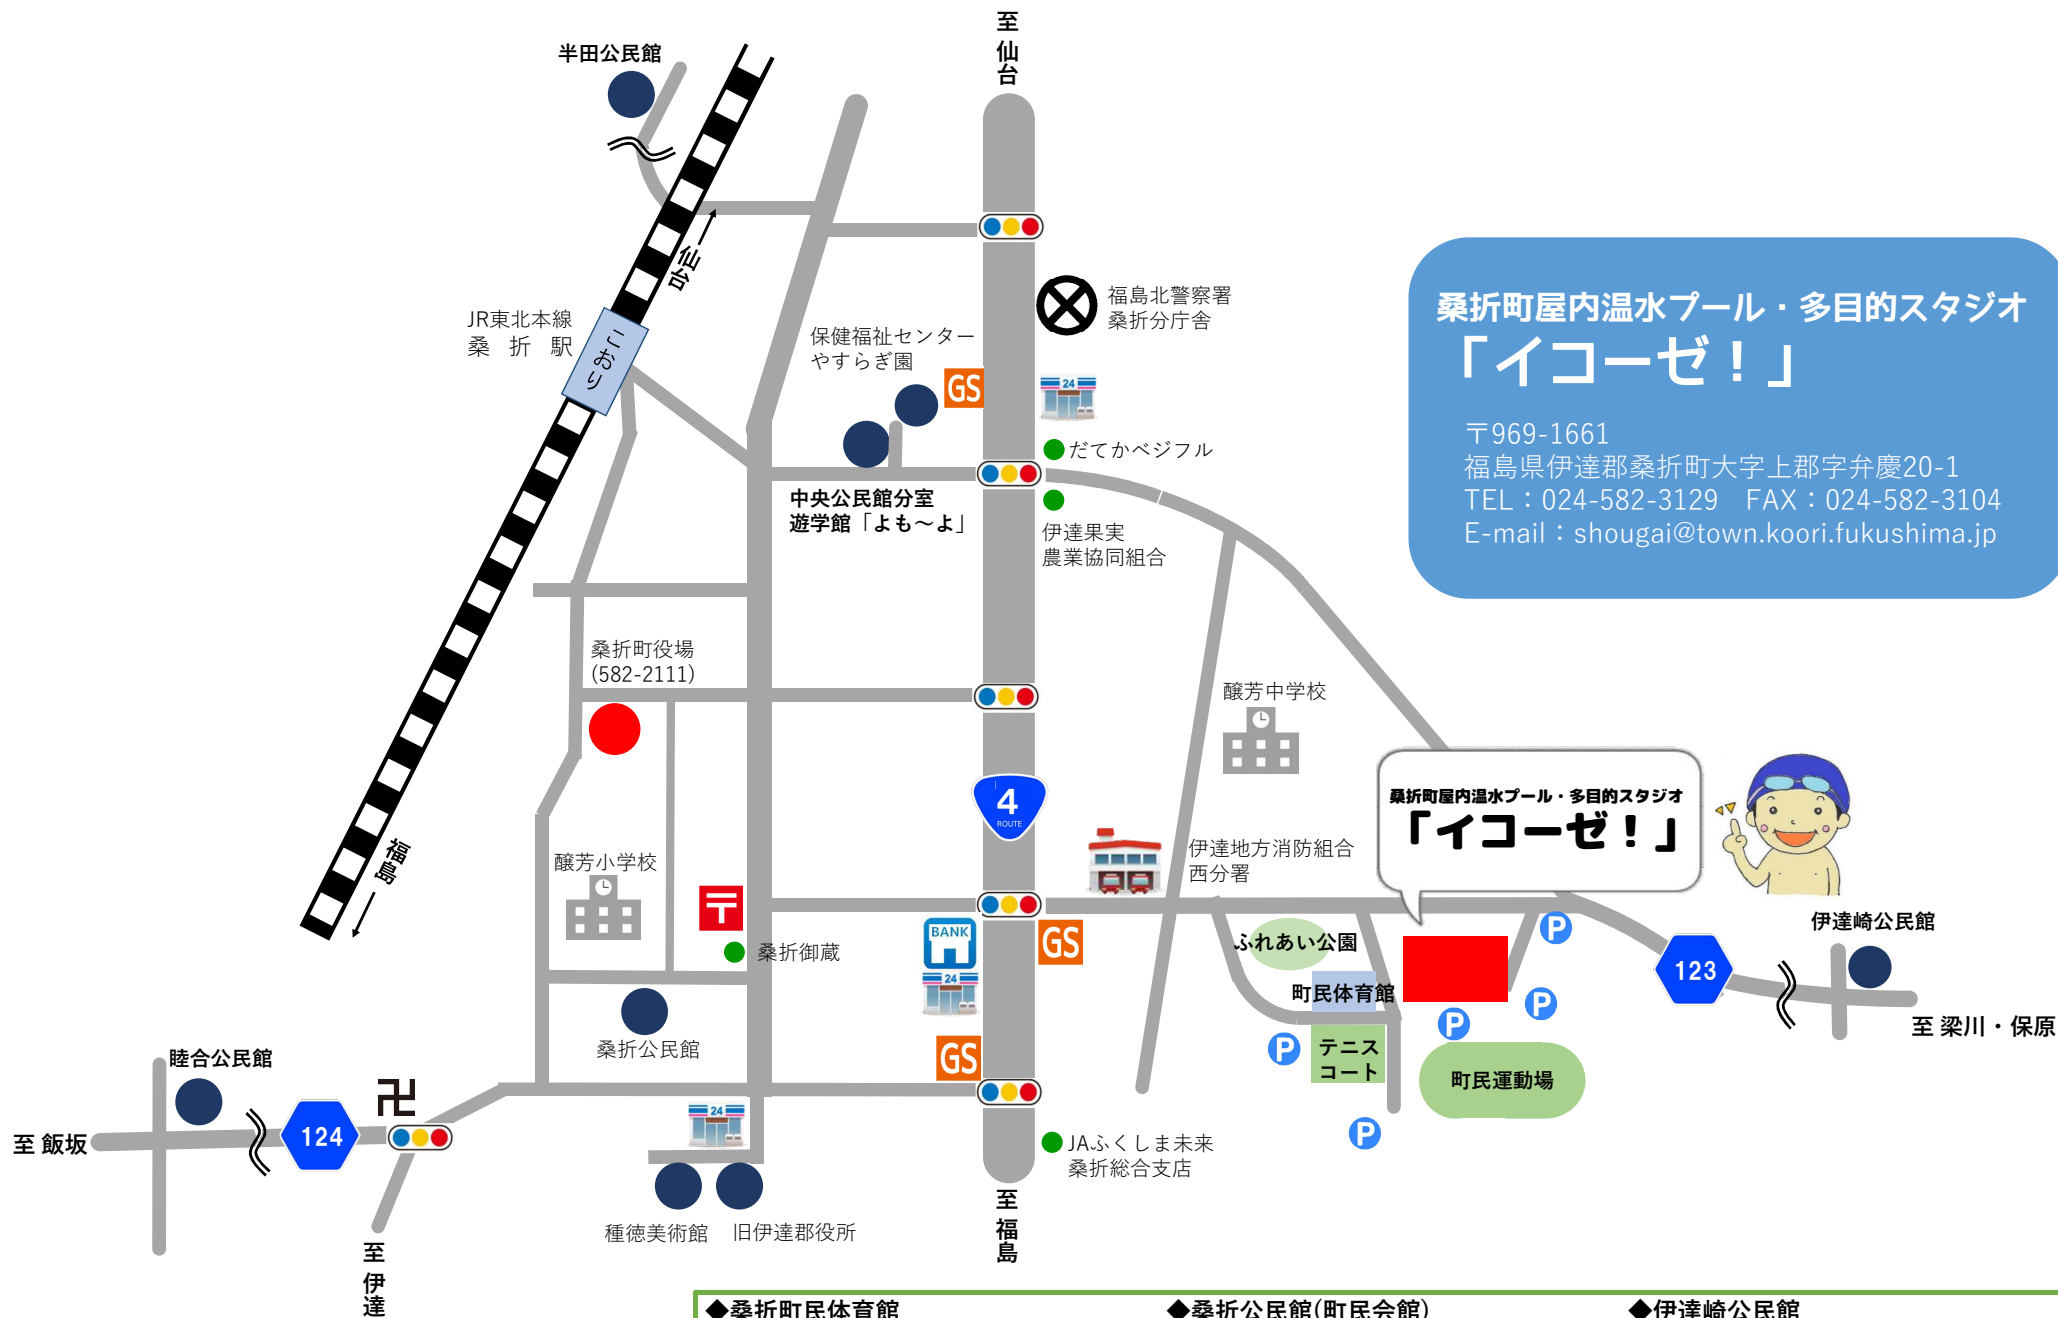 至 仙台
半田公民館
仙台
JR東北本線
桑 折 駅
こおり
保健福祉センター
やすらぎ園
GS
福島北警察署
桑折分庁舎
24
だてかベジフル
中央公民館分室
遊学館「よも～よ」
伊達果実
農業協同組合
桑折町屋内温水プール・多目的スタジオ
「イコーゼ！」
〒969-1661
福島県伊達郡桑折町大字上郡字弁慶20-1
TEL：024-582-3129　FAX：024-582-3104
E-mail：shougai@town.koori.fukushima.jp
桑折町役場
(582-2111)
醸芳中学校
4
ROUTE
桑折町屋内温水プール・多目的スタジオ
「イコーゼ！」
福島
醸芳小学校
〒
伊達地方消防組合
西分署
BANK
24
GS
桑折御蔵
ふれあい公園
町民体育館
P
P
P
P
P
123
伊達崎公民館
至 梁川・保原
桑折公民館
GS
テニス
コート
町民運動場
睦合公民館
卍
124
至 飯坂
24
JAふくしま未来
桑折総合支店
種徳美術館
旧伊達郡役所
至 福島
至 伊達
◆桑折町民体育館
◆桑折公民館(町民会館)
◆伊達崎公民館